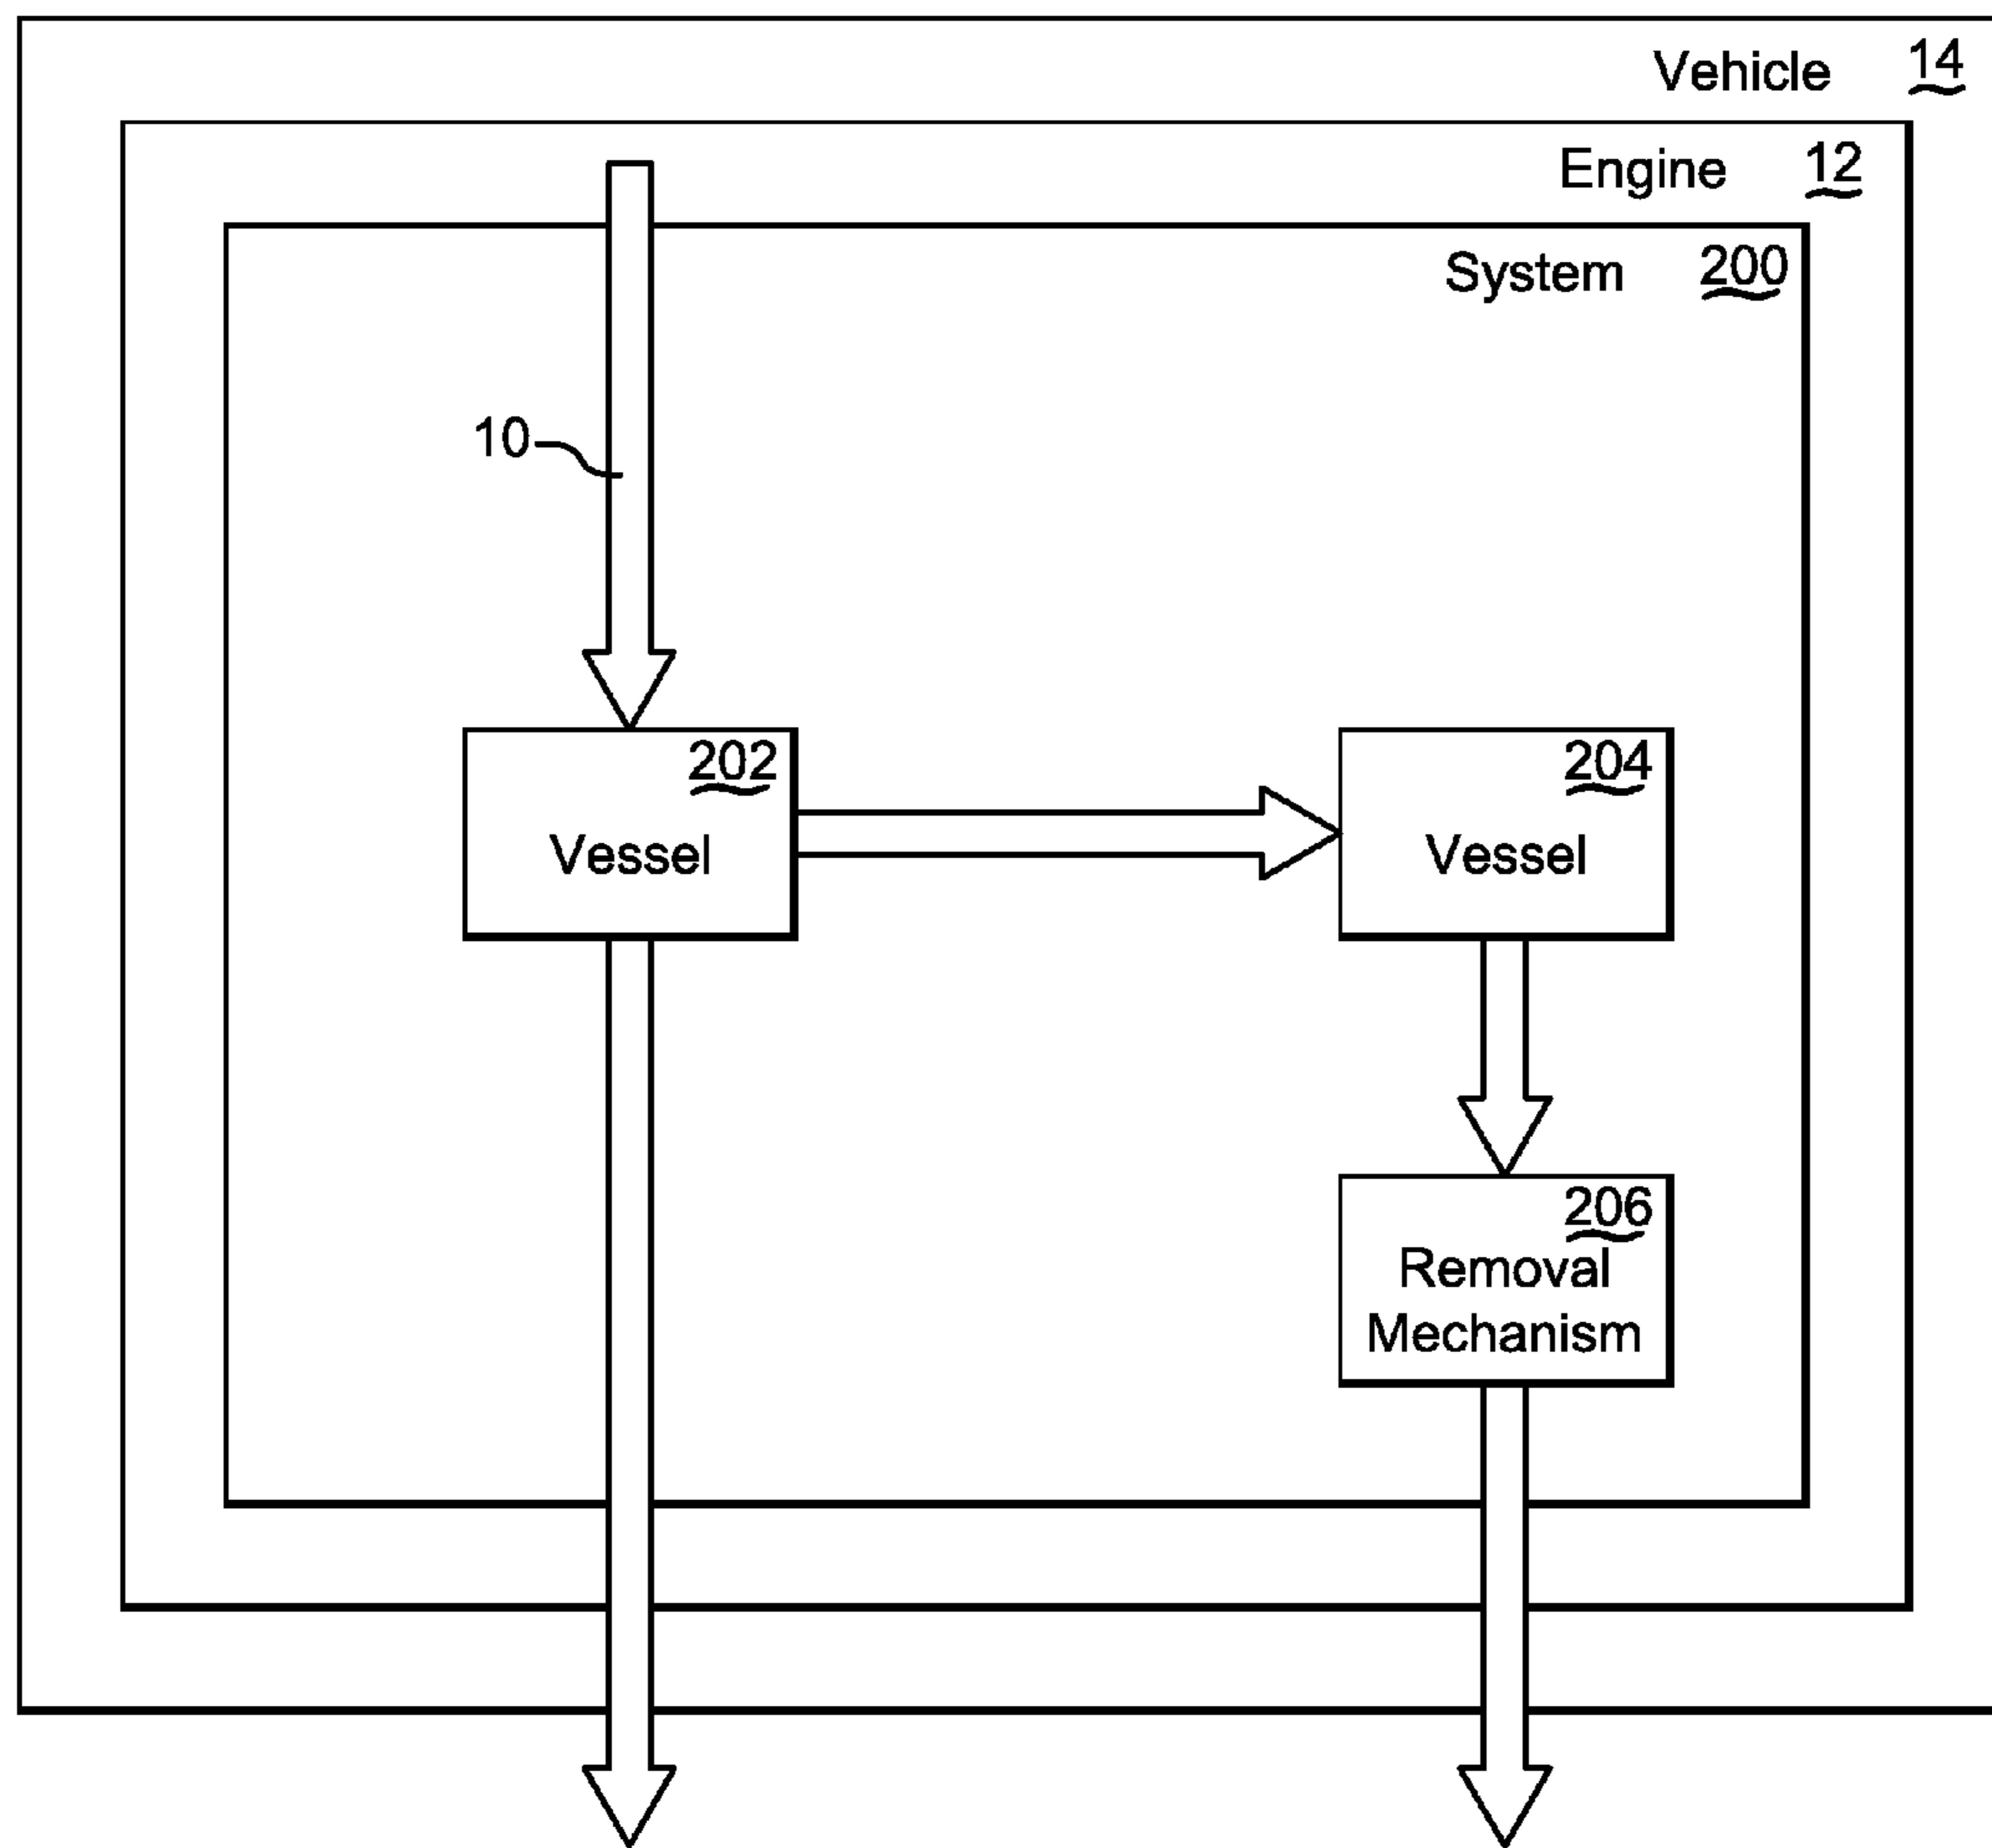 Vehicle 14
Engine 12
System 200
10
202
Vessel
204
Vessel
206
Removal
Mechanism